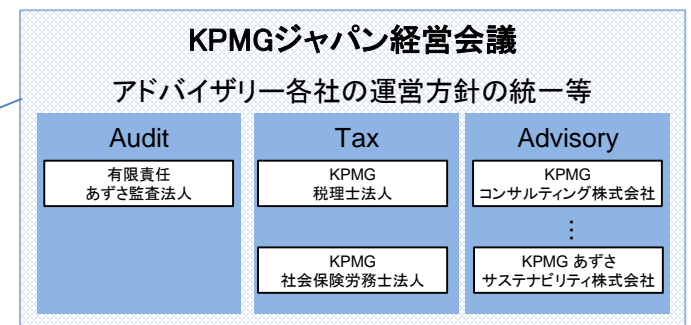 KPMGジャパン経営会議
アドバイザリー各社の運営方針の統一等
Audit
有限責任
あずさ監査法人
Tax
KPMG
税理士法人
KPMG
社会保険労務士法人
Advisory
KPMG
コンサルティング株式会社
⋮
KPMG あずさ
サステナビリティ株式会社